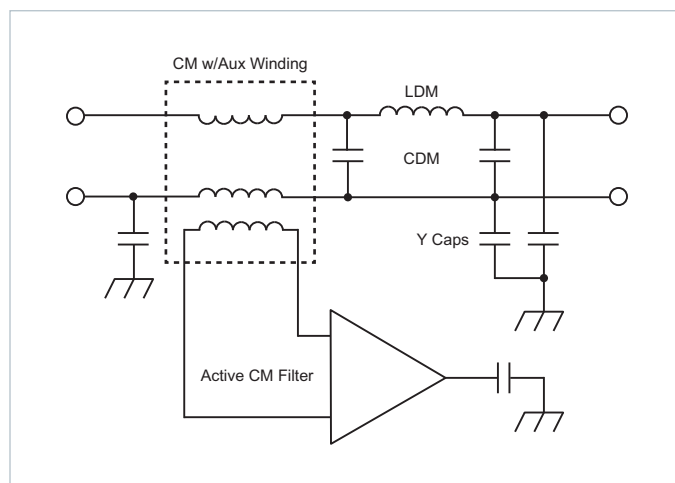 CM w/Aux Winding
LDM
CDM
Y Caps
Active CM Filter